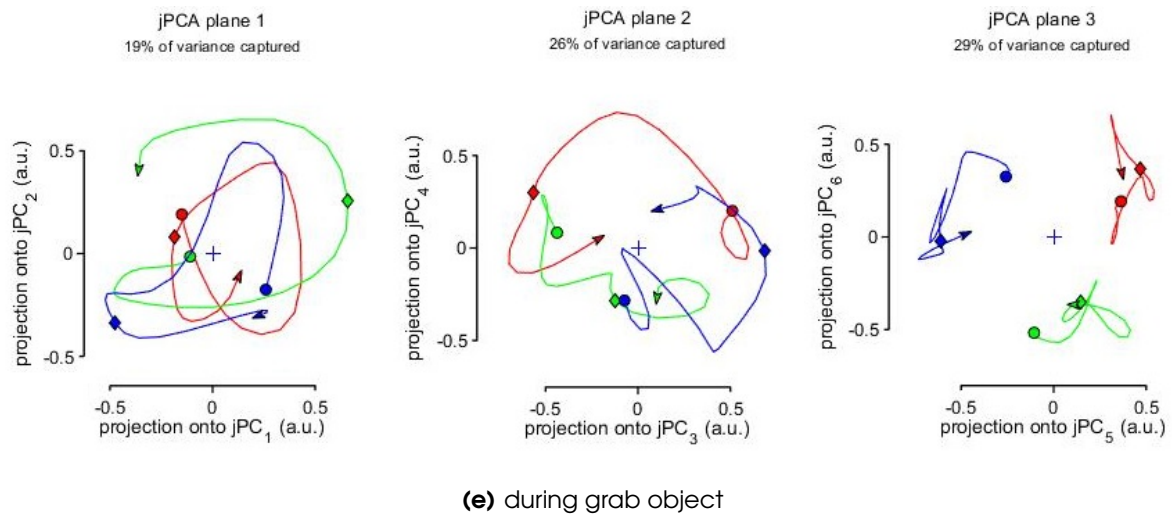 jPCA plane 1
19% of variance captured
projection onto jPC2 (a.u.)
0.5
0
-0.5
-0.5 0 0.5
projection onto jPC1 (a.u.)
jPCA plane 2
26% of variance captured
projection onto jPC4 (a.u.)
0.5
0
-0.5
-0.5 0 0.5
projection onto jPC3 (a.u.)
jPCA plane 3
29% of variance captured
projection onto jPC6 (a.u.)
0.5
0
-0.5
-0.5 0 0.5
projection onto jPC5 (a.u.)
(e) during grab object